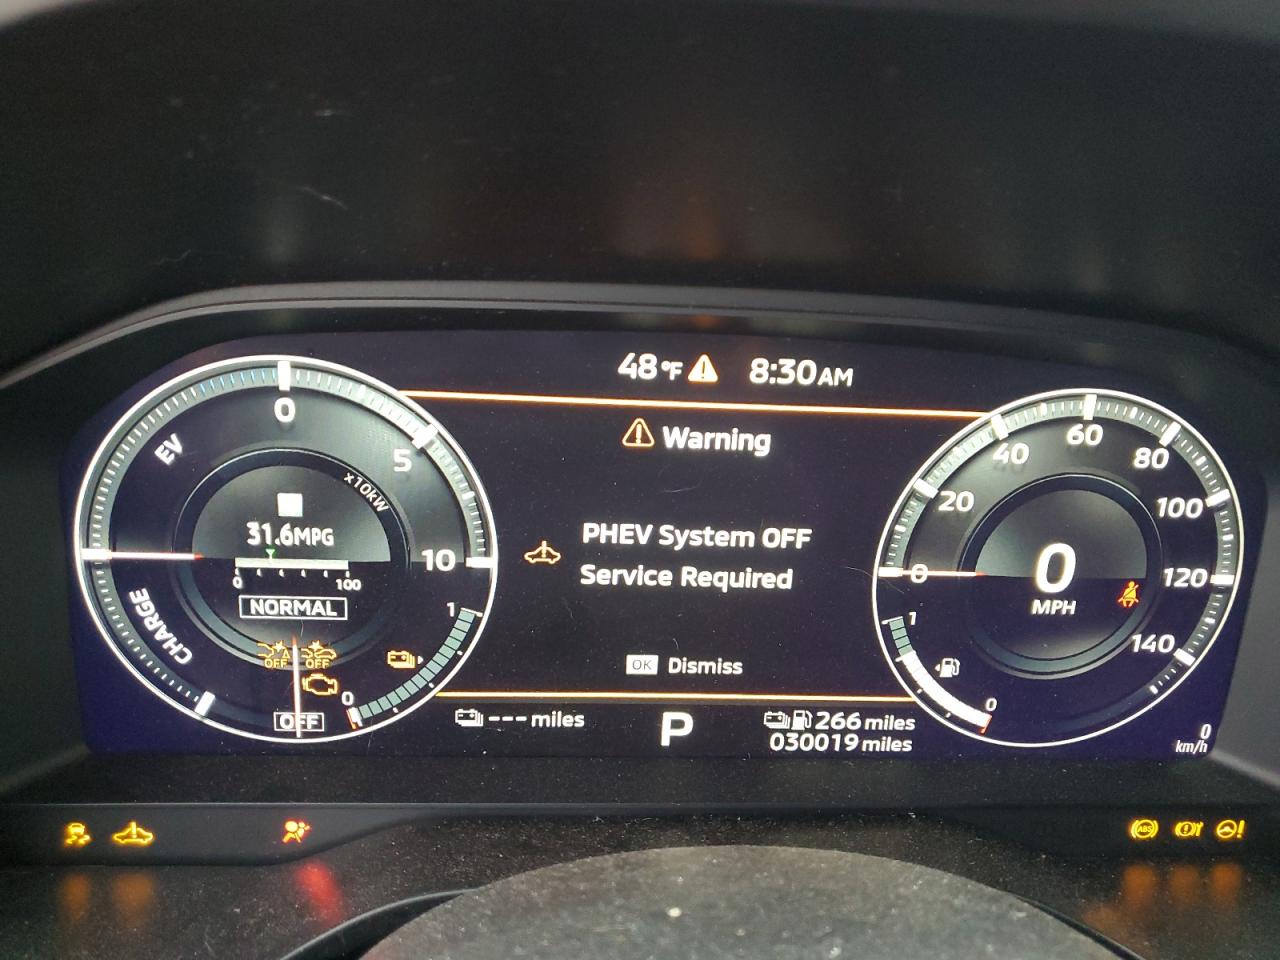 48°F 8:30AM
Warning
PHEV System OFF
Service Required
OK Dismiss
--- miles
P
266 miles
030019 miles
0
5
10
x10kW
EV
CHARGE
31.6MPG
0 100
NORMAL
OFF OFF
OFF
1
0
0
20
40
60
80
100
120
140
0
MPH
1
0
0
km/h
ABS